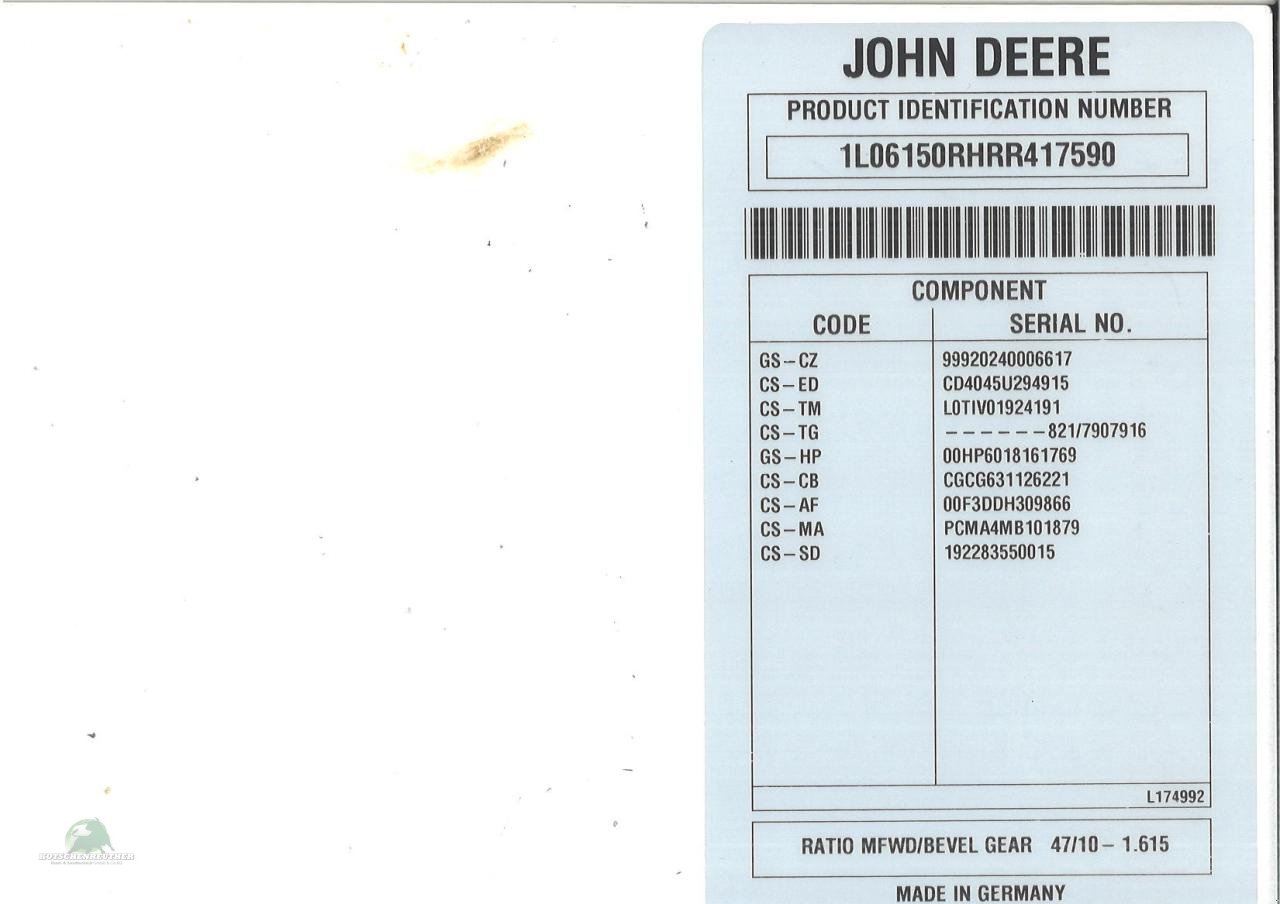 JOHN DEERE
PRODUCT IDENTIFICATION NUMBER
1L06150RHRR417590
COMPONENT
CODE SERIAL NO.
GS–CZ 99920240006617
CS–ED CD4045U294915
CS–TM L0TIV01924191
CS–TG ––––––821/7907916
GS–HP 00HP6018161769
CS–CB CGCG631126221
CS–AF 00F3DDH309866
CS–MA PCMA4MB101879
CS–SD 192283550015
L174992
RATIO MFWD/BEVEL GEAR 47/10– 1.615
MADE IN GERMANY
BUTSCHENREUTHER